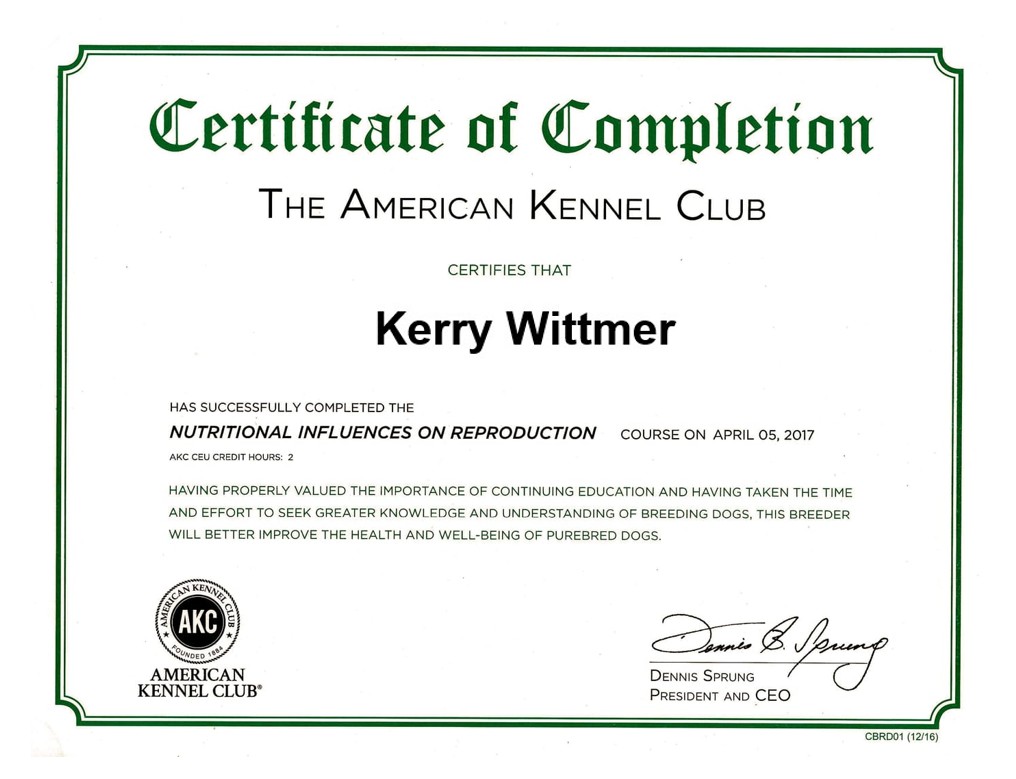 Certificate of Completion
THE AMERICAN KENNEL CLUB
CERTIFIES THAT
Kerry Wittmer
HAS SUCCESSFULLY COMPLETED THE
NUTRITIONAL INFLUENCES ON REPRODUCTION COURSE ON APRIL 05, 2017
AKC CEU CREDIT HOURS: 2
HAVING PROPERLY VALUED THE IMPORTANCE OF CONTINUING EDUCATION AND HAVING TAKEN THE TIME
AND EFFORT TO SEEK GREATER KNOWLEDGE AND UNDERSTANDING OF BREEDING DOGS, THIS BREEDER
WILL BETTER IMPROVE THE HEALTH AND WELL-BEING OF PUREBRED DOGS.
AMERICAN KENNEL CLUB
AKC
FOUNDED 1884
AMERICAN
KENNEL CLUB®
Dennis B. Sprung
DENNIS SPRUNG
PRESIDENT AND CEO
CBRD01 (12/16)